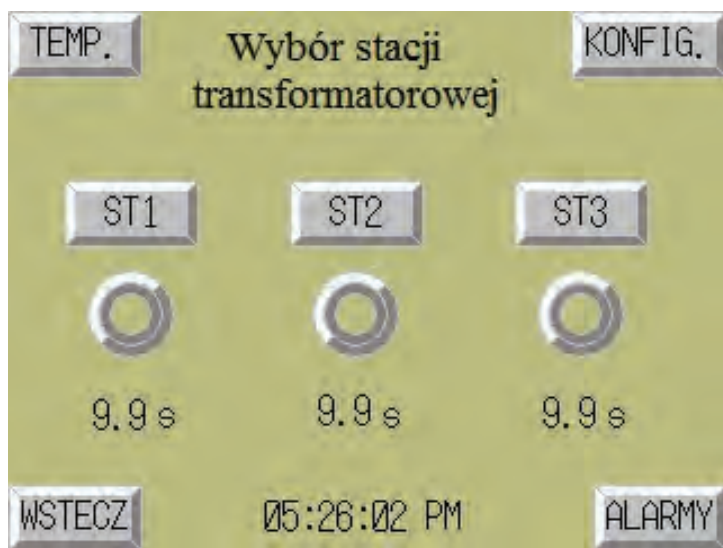 TEMP.
Wybór stacji
transformatorowej
KONFIG.
ST1 ST2 ST3
9.9 s 9.9 s 9.9 s
WSTECZ 05:26:02 PM ALARMY